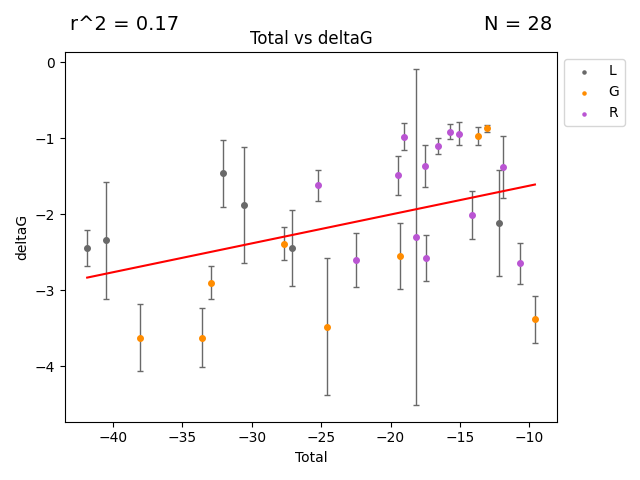 r^2 = 0.17
N = 28
Total vs deltaG
L
G
R
0
−1
−2
−3
−4
deltaG
−40
−35
−30
−25
−20
−15
−10
Total